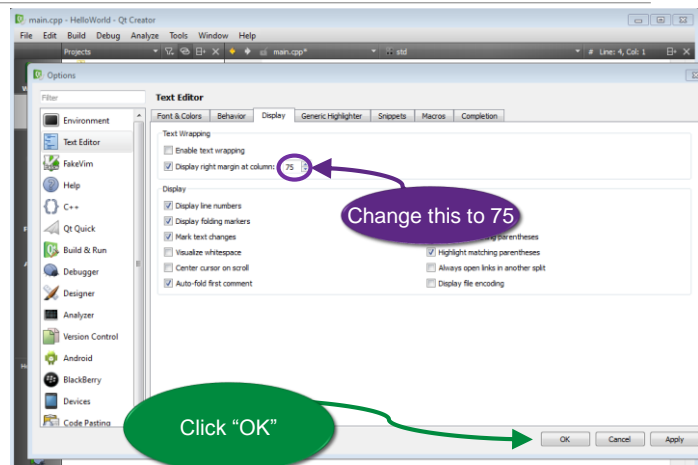 main.cpp - HelloWorld - Qt Creator
File Edit Build Debug Analyze Tools Window Help
Projects main.cpp* std # Line: 4, Col: 1
Options
Filter
Text Editor
Environment
Text Editor
FakeVim
Help
C++
Qt Quick
Build & Run
Debugger
Designer
Analyzer
Version Control
Android
BlackBerry
Devices
Code Pasting
Font & Colors Behavior Display Generic Highlighter Snippets Macros Completion
Text Wrapping
Enable text wrapping
Display right margin at column: 75
Change this to 75
Display
Display line numbers
Display folding markers
Mark text changes
Visualize whitespace
Center cursor on scroll
Auto-fold first comment
parentheses
Highlight matching parentheses
Always open links in another split
Display file encoding
Click “OK”
OK Cancel Apply